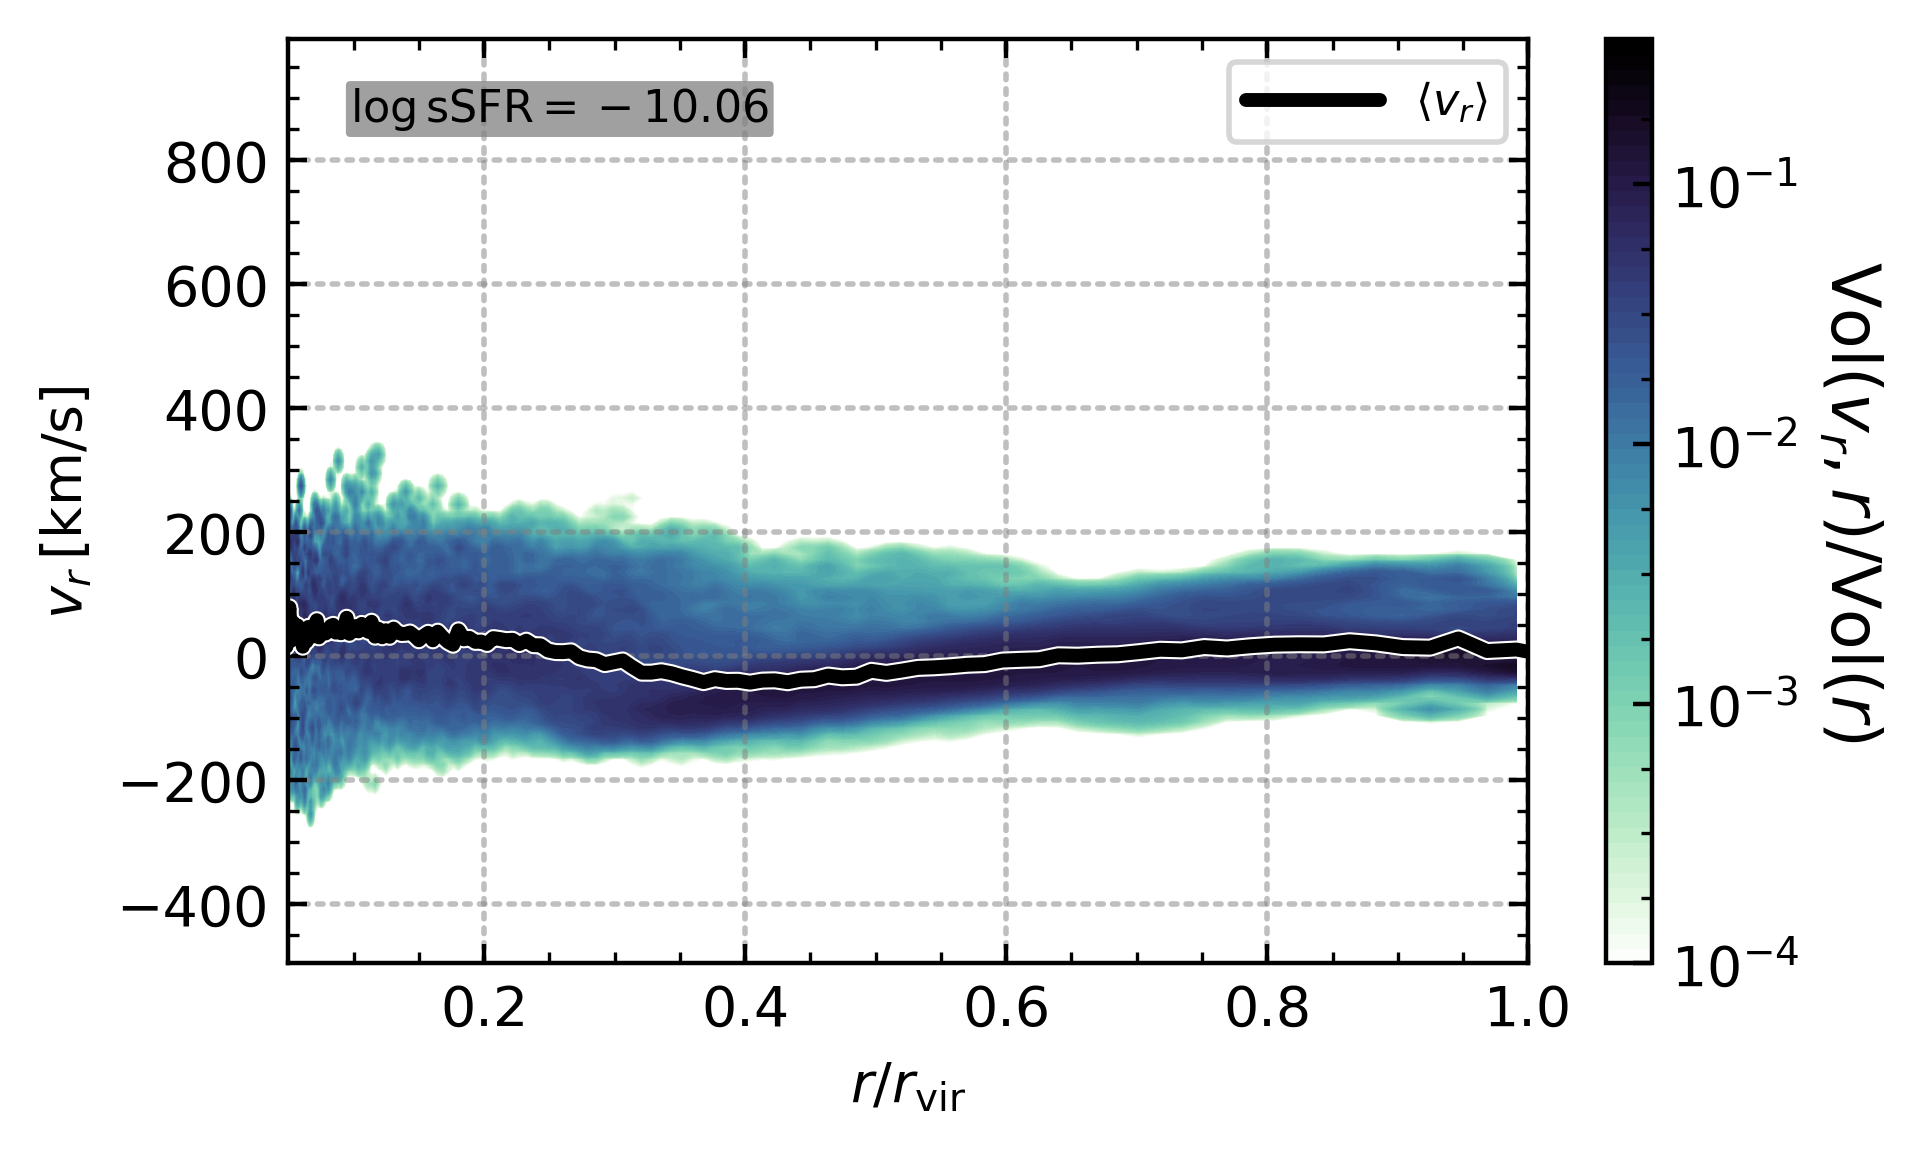 log sSFR = − 10.06
⟨v_r⟩
800
600
400
200
0
−200
−400
v_r [km/s]
0.2 0.4 0.6 0.8 1.0
r/r_vir
10^{−1}
10^{−2}
10^{−3}
10^{−4}
Vol(v_r, r)/Vol(r)